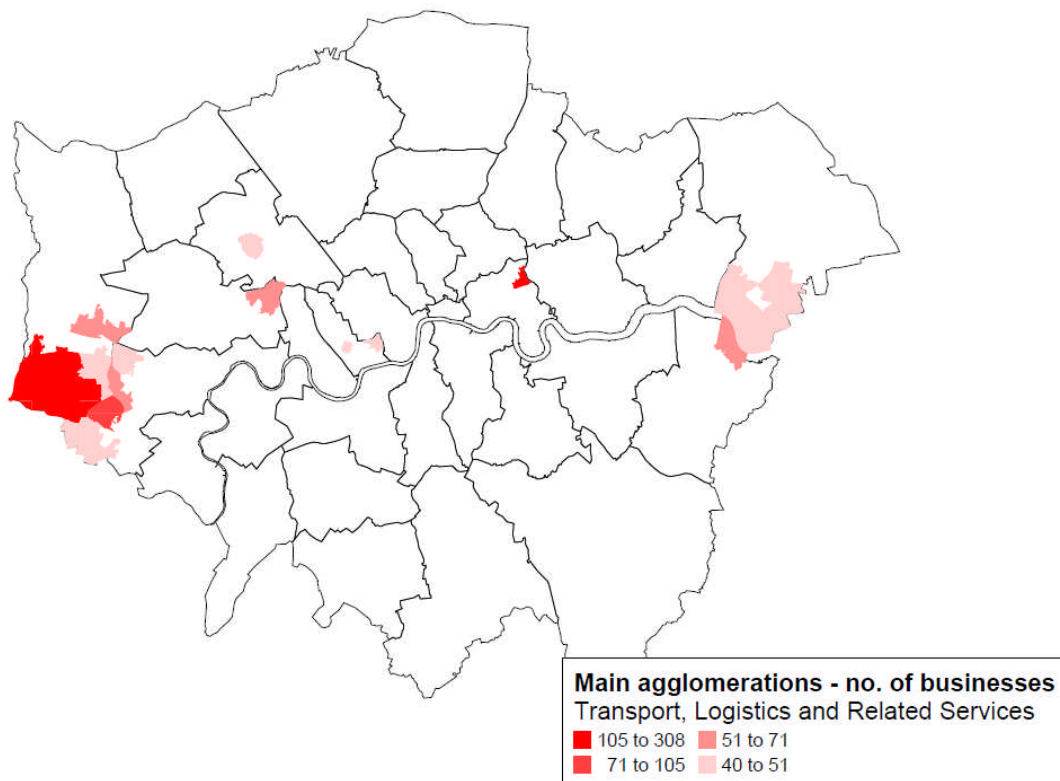 Main agglomerations - no. of businesses
Transport, Logistics and Related Services
105 to 308 51 to 71
71 to 105 40 to 51